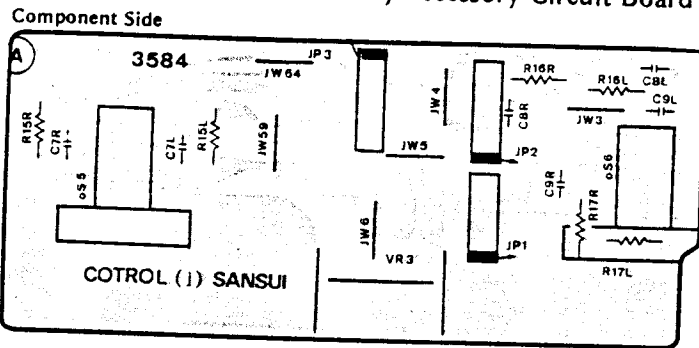 Circuit Board
Component Side
A
3584
JP3
JW64
R16R
R16L
C8L
C9L
JW4
C8R
JW3
R15R
C7R
C7L
R15L
JW59
JW5
JP2
oS5
oS6
C9R
R17R
JW6
VR3
JP1
COTROL (1) SANSUI
R17L